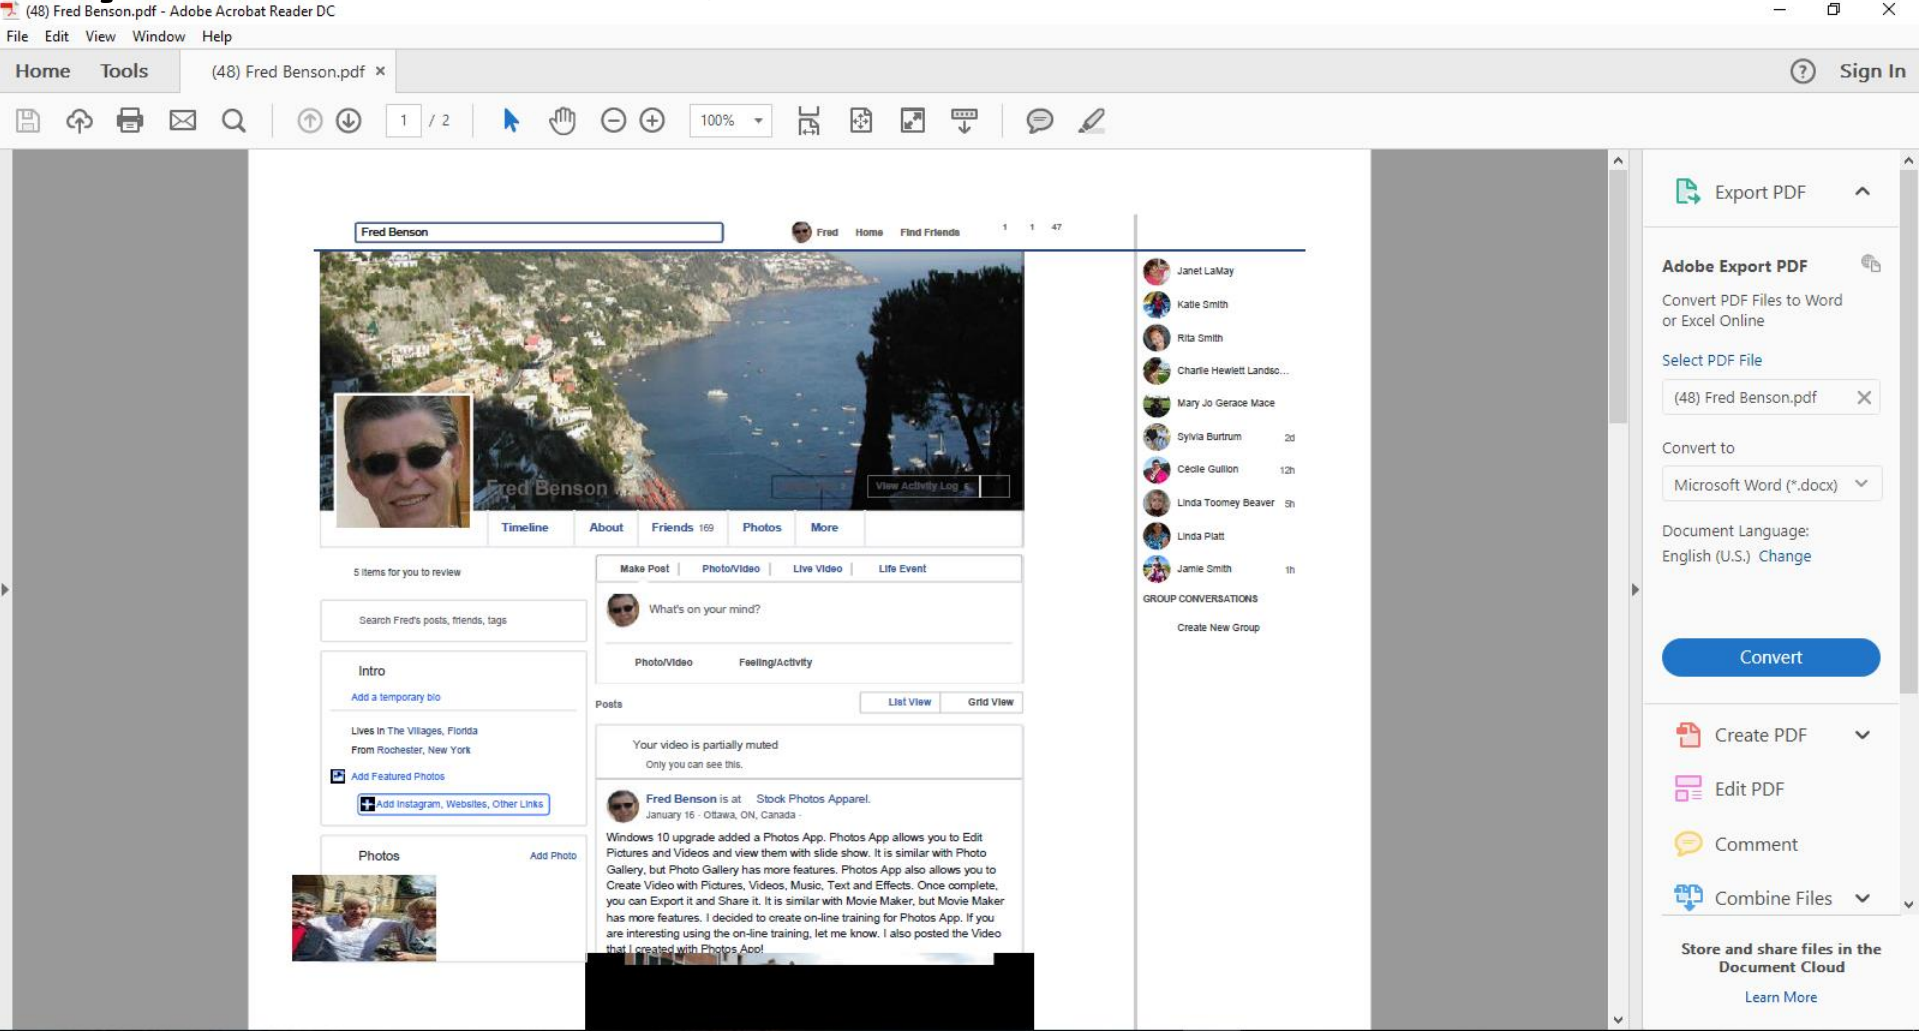 (48) Fred Benson.pdf - Adobe Acrobat Reader DC
File Edit View Window Help
Home Tools (48) Fred Benson.pdf × ? Sign In
1 / 2 100%
Fred Benson
Fred Home Find Friends 1 1 47
Fred Benson
View Activity Log
Timeline About Friends 169 Photos More
5 items for you to review
Search Fred's posts, friends, tags
Intro
Add a temporary bio
Lives in The Villages, Florida
From Rochester, New York
Add Featured Photos
Add Instagram, Websites, Other Links
Photos Add Photo
Make Post Photo/Video Live Video Life Event
What's on your mind?
Photo/Video Feeling/Activity
Posts List View Grid View
Your video is partially muted
Only you can see this.
Fred Benson is at Stock Photos Apparel.
January 16 · Ottawa, ON, Canada ·
Windows 10 upgrade added a Photos App. Photos App allows you to Edit
Pictures and Videos and view them with slide show. It is similar with Photo
Gallery, but Photo Gallery has more features. Photos App also allows you to
Create Video with Pictures, Videos, Music, Text and Effects. Once complete,
you can Export it and Share it. It is similar with Movie Maker, but Movie Maker
has more features. I decided to create on-line training for Photos App. If you
are interesting using the on-line training, let me know. I also posted the Video
that I created with Photos App!
Janet LaMay
Katie Smith
Rita Smith
Charlie Hewlett Landsc...
Mary Jo Gerace Mace
Sylvia Burtrum 2d
Cécile Guillon 12h
Linda Toomey Beaver 5h
Linda Platt
Jamie Smith 1h
GROUP CONVERSATIONS
Create New Group
Export PDF
Adobe Export PDF
Convert PDF Files to Word
or Excel Online
Select PDF File
(48) Fred Benson.pdf
Convert to
Microsoft Word (*.docx)
Document Language:
English (U.S.) Change
Convert
Create PDF
Edit PDF
Comment
Combine Files
Store and share files in the
Document Cloud
Learn More